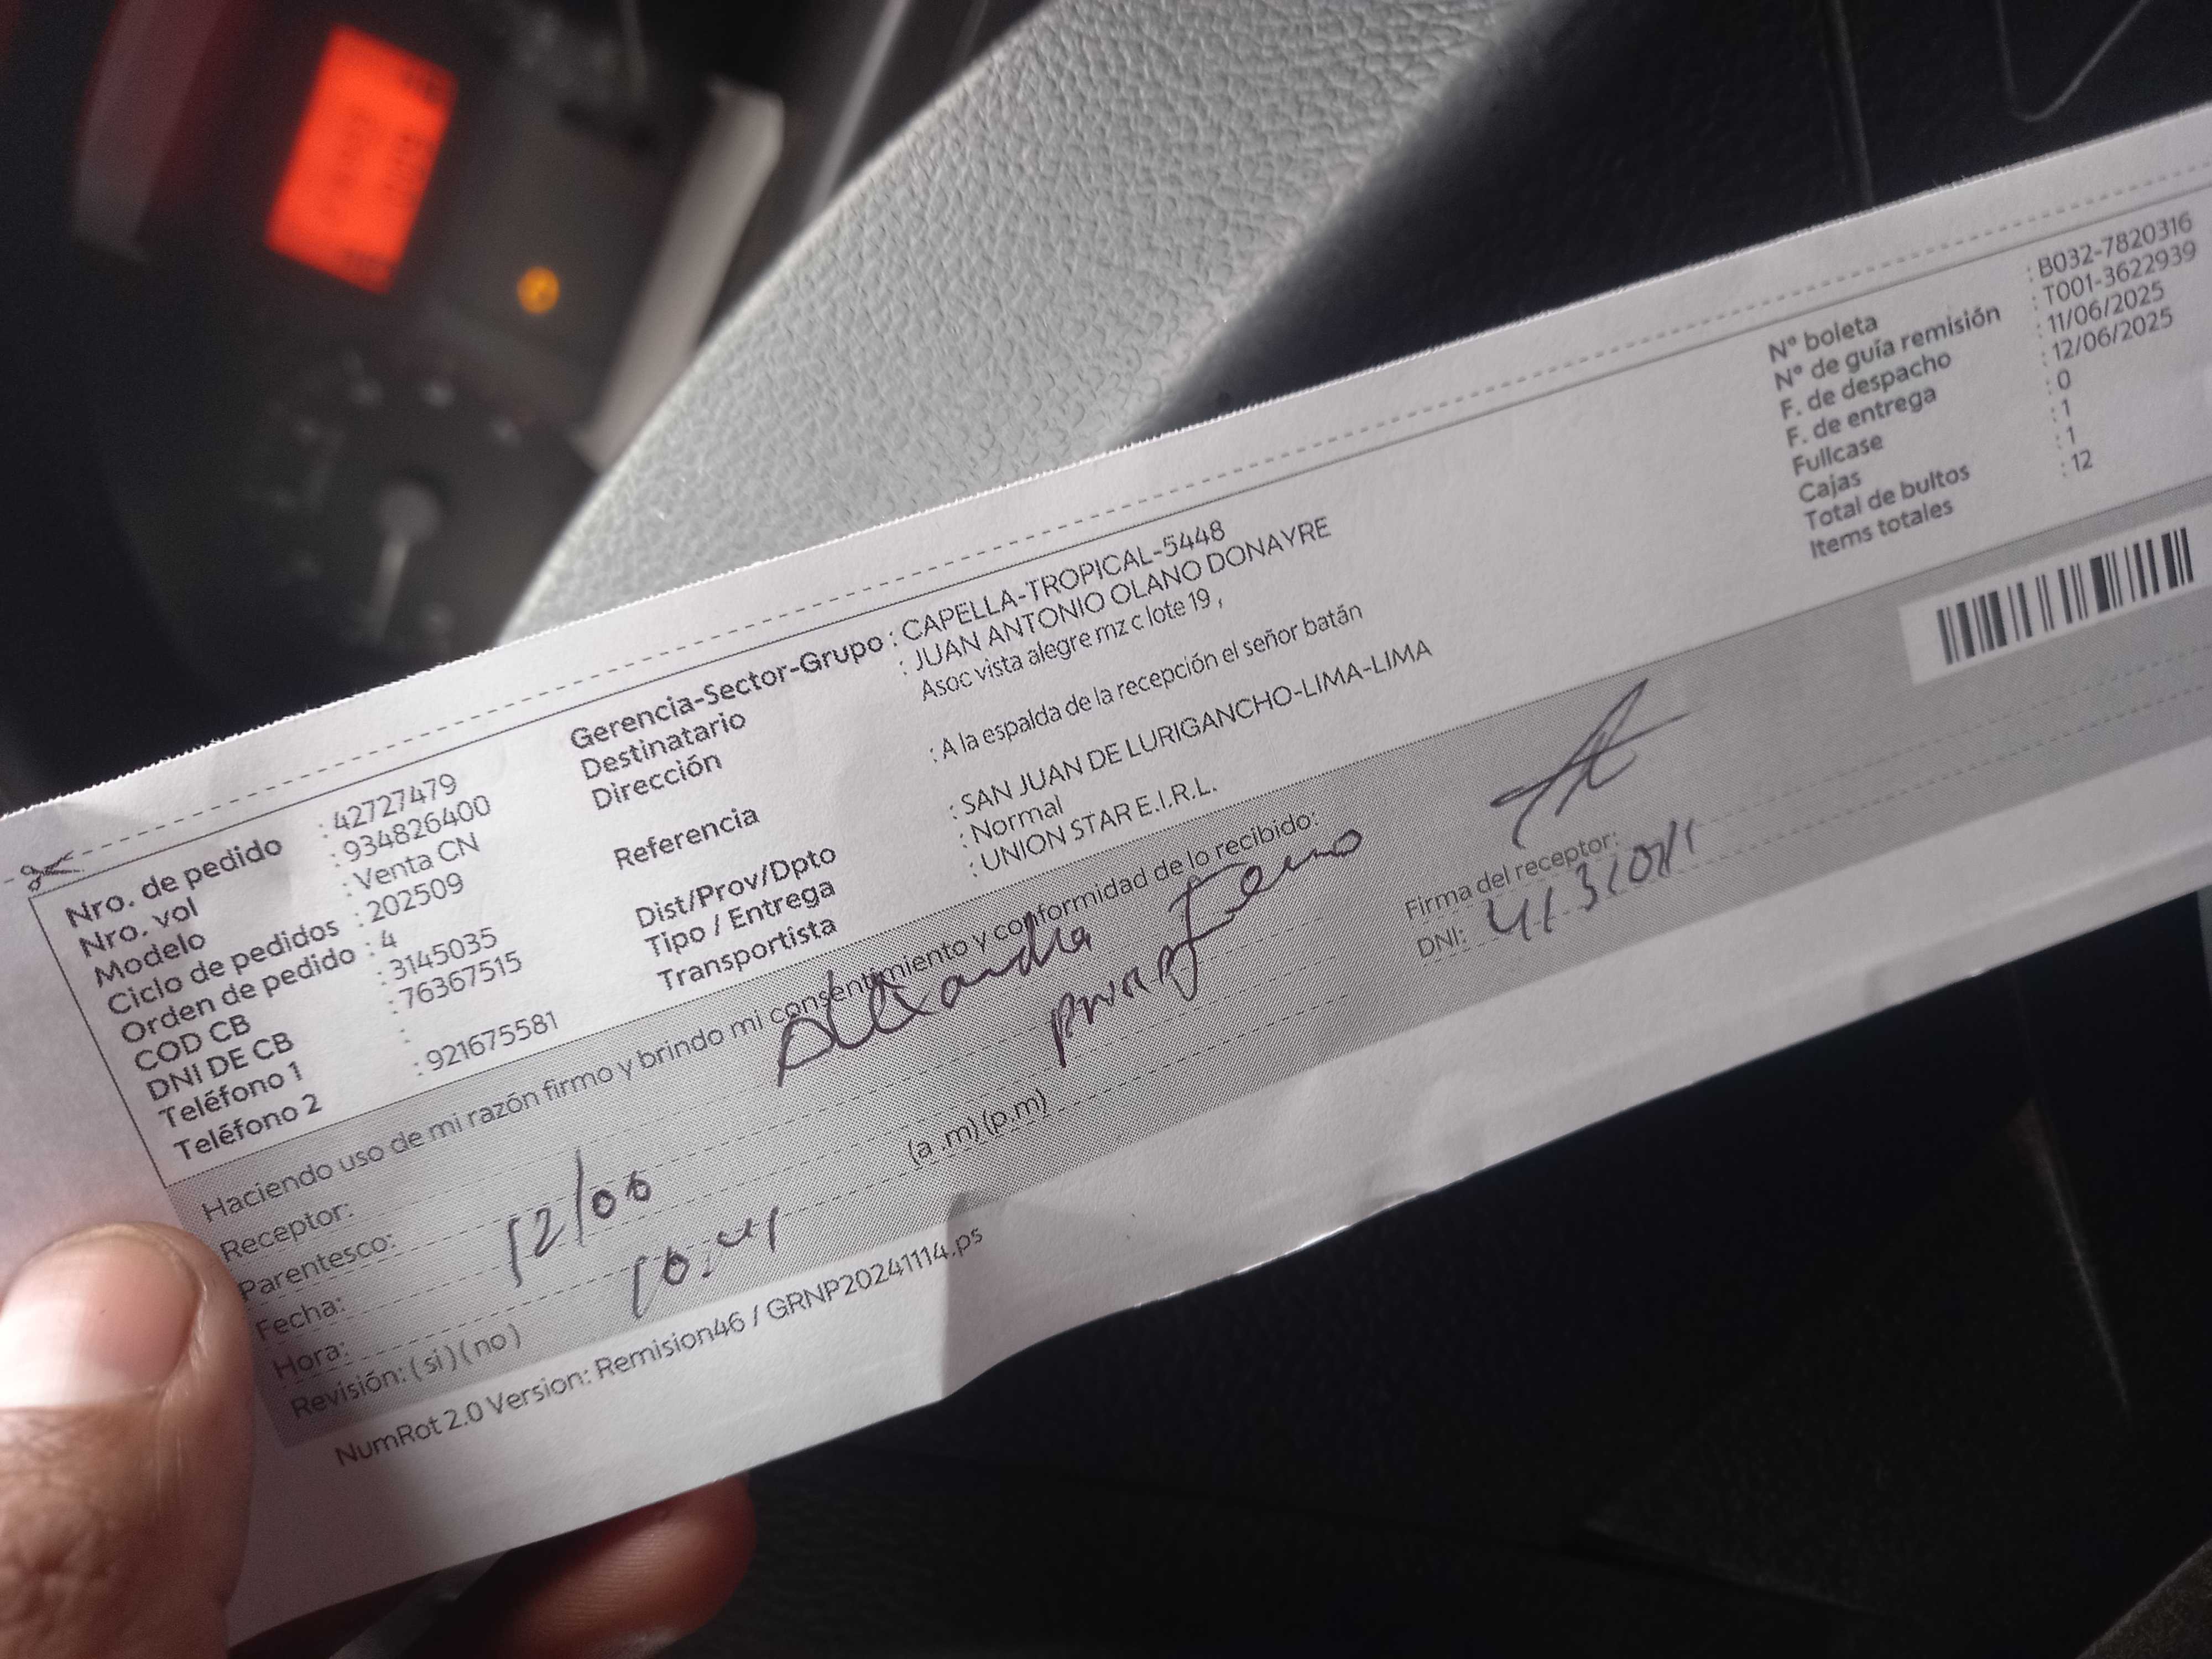 Nro. de pedido : 42727479
Nro. vol : 934826400
Modelo : Venta CN
Ciclo de pedidos : 202509
Orden de pedido : 4
COD CB : 3145035
DNI DE CB : 76367515
Teléfono 1 :
Teléfono 2 : 921675581
Gerencia-Sector-Grupo : CAPELLA-TROPICAL-5448
Destinatario : JUAN ANTONIO OLANO DONAYRE
Dirección Asoc vista alegre mz c lote 19 ,
Referencia : A la espalda de la recepción el señor batán
Dist/Prov/Dpto : SAN JUAN DE LURIGANCHO-LIMA-LIMA
Tipo / Entrega : Normal
Transportista : UNION STAR E.I.R.L.
N° boleta : B032-7820316
N° de guía remisión : T001-3622939
F. de despacho : 11/06/2025
F. de entrega : 12/06/2025
Fullcase : 0
Cajas : 1
Total de bultos : 1
Items totales : 12
Haciendo uso de mi razón firmo y brindo mi consentimiento y conformidad de lo recibido:
Receptor:
Parentesco:
Fecha: 12/06
Hora: (a .m) (p.m)
Revisión: ( si ) ( no )
Firma del receptor:
DNI:
NumRot 2.0 Version: Remision46 / GRNP20241114.ps